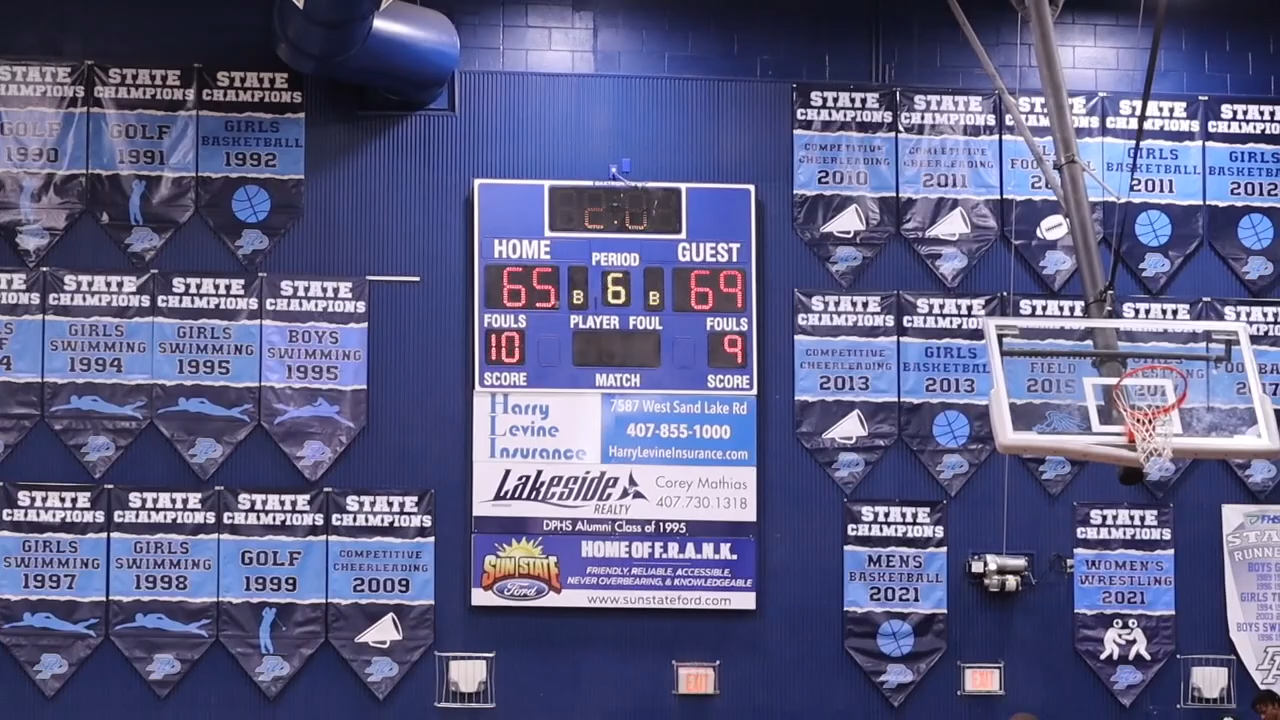 STATE
CHAMPIONS
GOLF
1990
STATE
CHAMPIONS
GOLF
1991
STATE
CHAMPIONS
GIRLS
BASKETBALL
1992
STATE
CHAMPIONS
GIRLS
SWIMMING
1994
STATE
CHAMPIONS
GIRLS
SWIMMING
1995
STATE
CHAMPIONS
BOYS
SWIMMING
1995
STATE
CHAMPIONS
GIRLS
SWIMMING
1997
STATE
CHAMPIONS
GIRLS
SWIMMING
1998
STATE
CHAMPIONS
GOLF
1999
STATE
CHAMPIONS
COMPETITIVE
CHEERLEADING
2009
HOME
PERIOD
GUEST
65
B
6
B
69
FOULS
PLAYER FOUL
FOULS
10
9
SCORE
MATCH
SCORE
Harry
Levine
Insurance
7587 West Sand Lake Rd
407-855-1000
HarryLevineInsurance.com
Lakeside
REALTY
Corey Mathias
407.730.1318
DPHS Alumni Class of 1995
SUN STATE
Ford
HOME OF F.R.A.N.K.
FRIENDLY, RELIABLE, ACCESSIBLE,
NEVER OVERBEARING, & KNOWLEDGEABLE
www.sunstateford.com
EXIT
STATE
CHAMPIONS
COMPETITIVE
CHEERLEADING
2010
STATE
CHAMPIONS
COMPETITIVE
CHEERLEADING
2011
STATE
CHAMPIONS
STATE
CHAMPIONS
GIRLS
BASKETBALL
2011
STATE
CHAMPIONS
GIRLS
2012
STATE
CHAMPIONS
COMPETITIVE
CHEERLEADING
2013
STATE
CHAMPIONS
GIRLS
BASKETBALL
2013
STATE
FIELD
2015
STATE
STATE
CHAMPIONS
MENS
BASKETBALL
2021
STATE
CHAMPIONS
WOMEN'S
WRESTLING
2021
EXIT